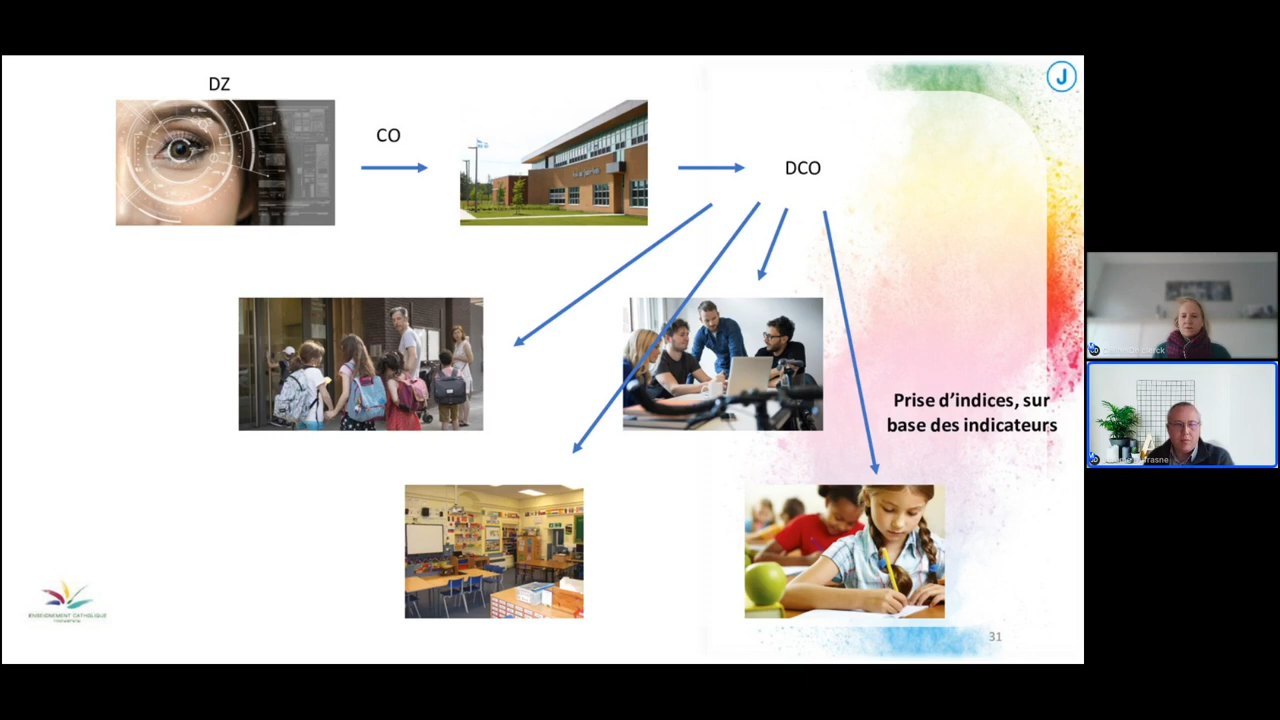 DZ
J
CO
DCO
Prise d’indices, sur
base des indicateurs
ENSEIGNEMENT CATHOLIQUE
31